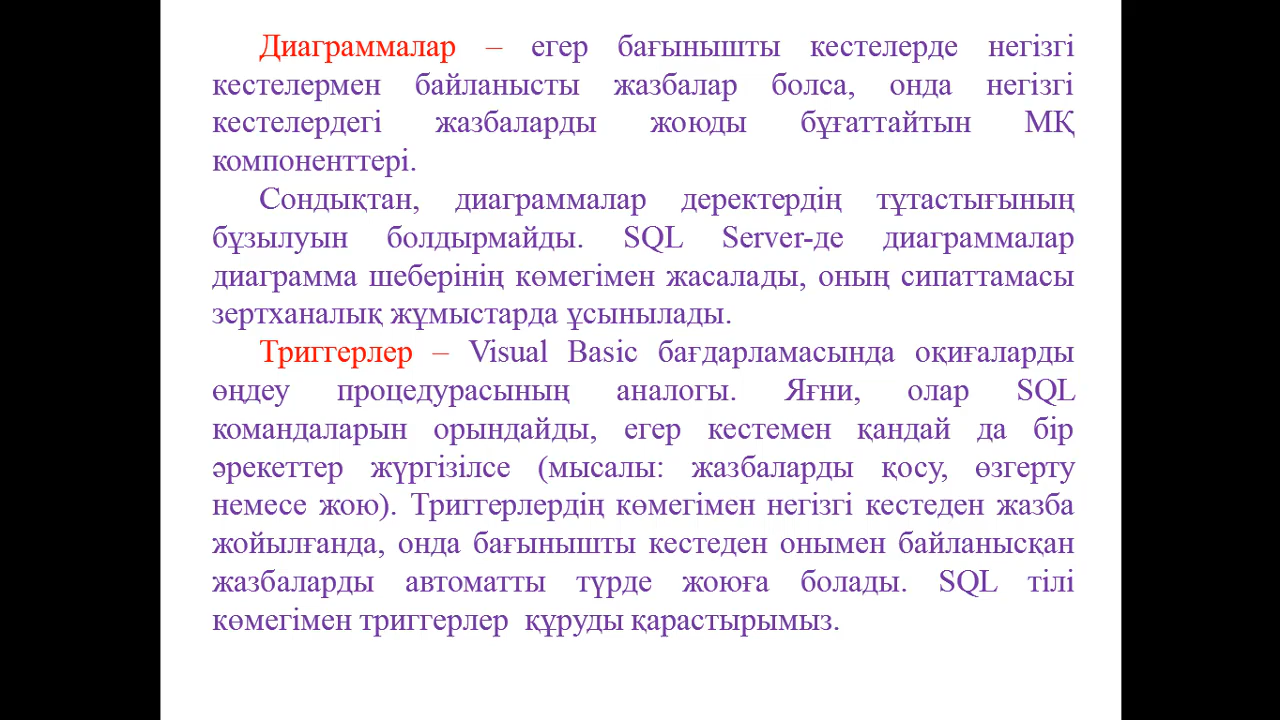 Диаграммалар – егер бағынышты кестелерде негізгі
кестелермен байланысты жазбалар болса, онда негізгі
кестелердегі жазбаларды жоюды бұғаттайтын МҚ
компоненттері.
Сондықтан, диаграммалар деректердің тұтастығының
бұзылуын болдырмайды. SQL Server-де диаграммалар
диаграмма шеберінің көмегімен жасалады, оның сипаттамасы
зертханалық жұмыстарда ұсынылады.
Триггерлер – Visual Basic бағдарламасында оқиғаларды
өңдеу процедурасының аналогы. Яғни, олар SQL
командаларын орындайды, егер кестемен қандай да бір
әрекеттер жүргізілсе (мысалы: жазбаларды қосу, өзгерту
немесе жою). Триггерлердің көмегімен негізгі кестеден жазба
жойылғанда, онда бағынышты кестеден онымен байланысқан
жазбаларды автоматты түрде жоюға болады. SQL тілі
көмегімен триггерлер құруды қарастырымыз.